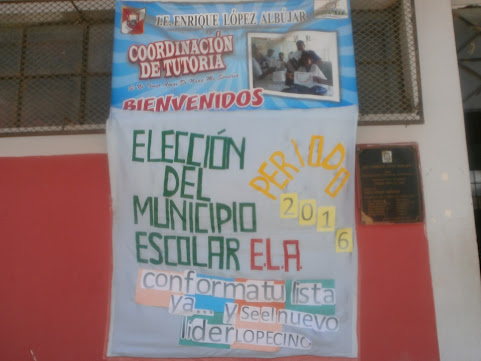 I.E. ENRIQUE LÓPEZ ALBÚJAR
COORDINACIÓN
DE TUTORIA
BIENVENIDOS
ELECCIÓN
DEL
MUNICIPIO
ESCOLAR E.L.A.
PERIODO
2016
conforma tu lista
ya... y se el nuevo
lider LOPECINO